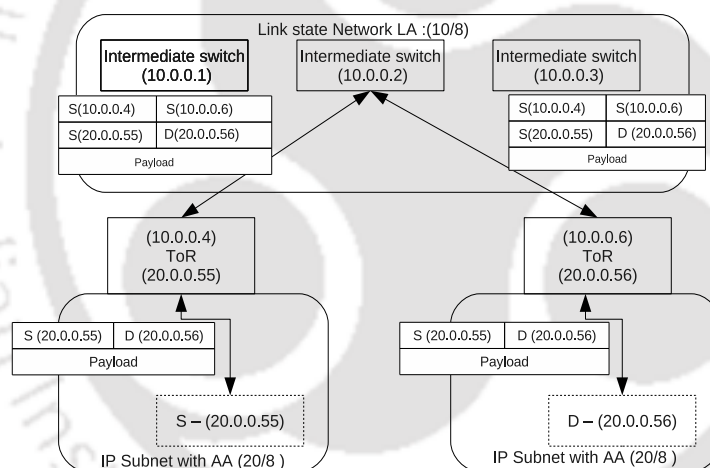 Link state Network LA :(10/8)
Intermediate switch
(10.0.0.1)
Intermediate switch
(10.0.0.2)
Intermediate switch
(10.0.0.3)
S(10.0.0.4) S(10.0.0.6)
S(20.0.0.55) D(20.0.0.56)
Payload
S(10.0.0.4) S(10.0.0.6)
S(20.0.0.55) D (20.0.0.56)
Payload
(10.0.0.4)
ToR
(20.0.0.55)
(10.0.0.6)
ToR
(20.0.0.56)
S (20.0.0.55) D (20.0.0.56)
Payload
S (20.0.0.55) D (20.0.0.56)
Payload
S – (20.0.0.55)
D – (20.0.0.56)
IP Subnet with AA (20/8 )
IP Subnet with AA (20/8 )